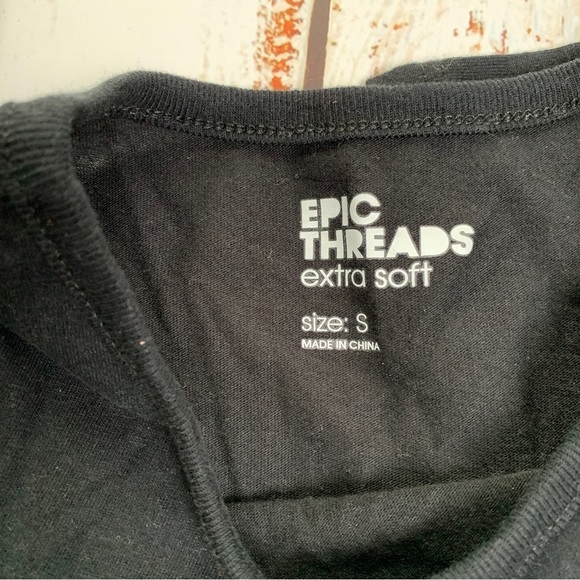 EPIC
THREADS
extra soft
size: S
MADE IN CHINA